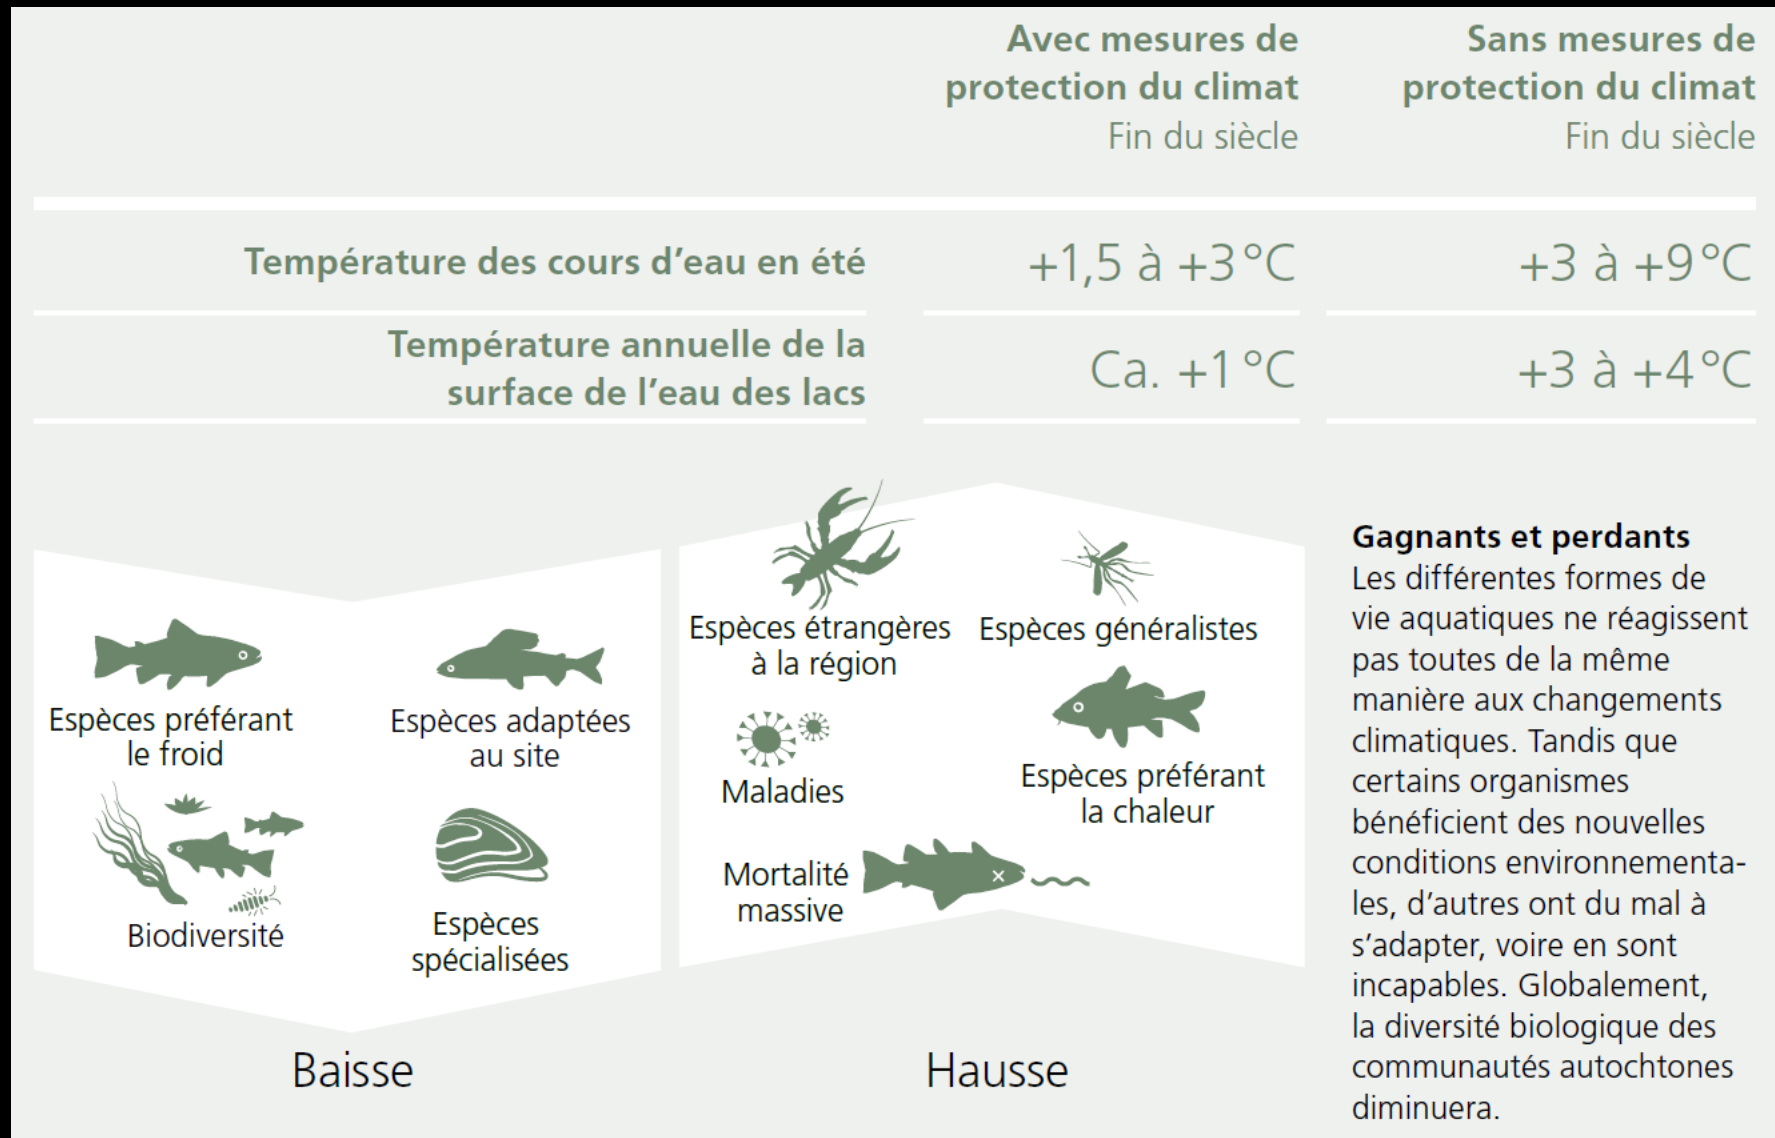 Avec mesures de
protection du climat
Fin du siècle
Sans mesures de
protection du climat
Fin du siècle
Température des cours d’eau en été
+1,5 à +3 °C
+3 à +9 °C
Température annuelle de la
surface de l’eau des lacs
Ca. +1 °C
+3 à +4 °C
Espèces préférant
le froid
Espèces adaptées
au site
Biodiversité
Espèces
spécialisées
Baisse
Espèces étrangères
à la région
Espèces généralistes
Maladies
Espèces préférant
la chaleur
Mortalité
massive
Hausse
Gagnants et perdants
Les différentes formes de
vie aquatiques ne réagissent
pas toutes de la même
manière aux changements
climatiques. Tandis que
certains organismes
bénéficient des nouvelles
conditions environnementa-
les, d’autres ont du mal à
s’adapter, voire en sont
incapables. Globalement,
la diversité biologique des
communautés autochtones
diminuera.